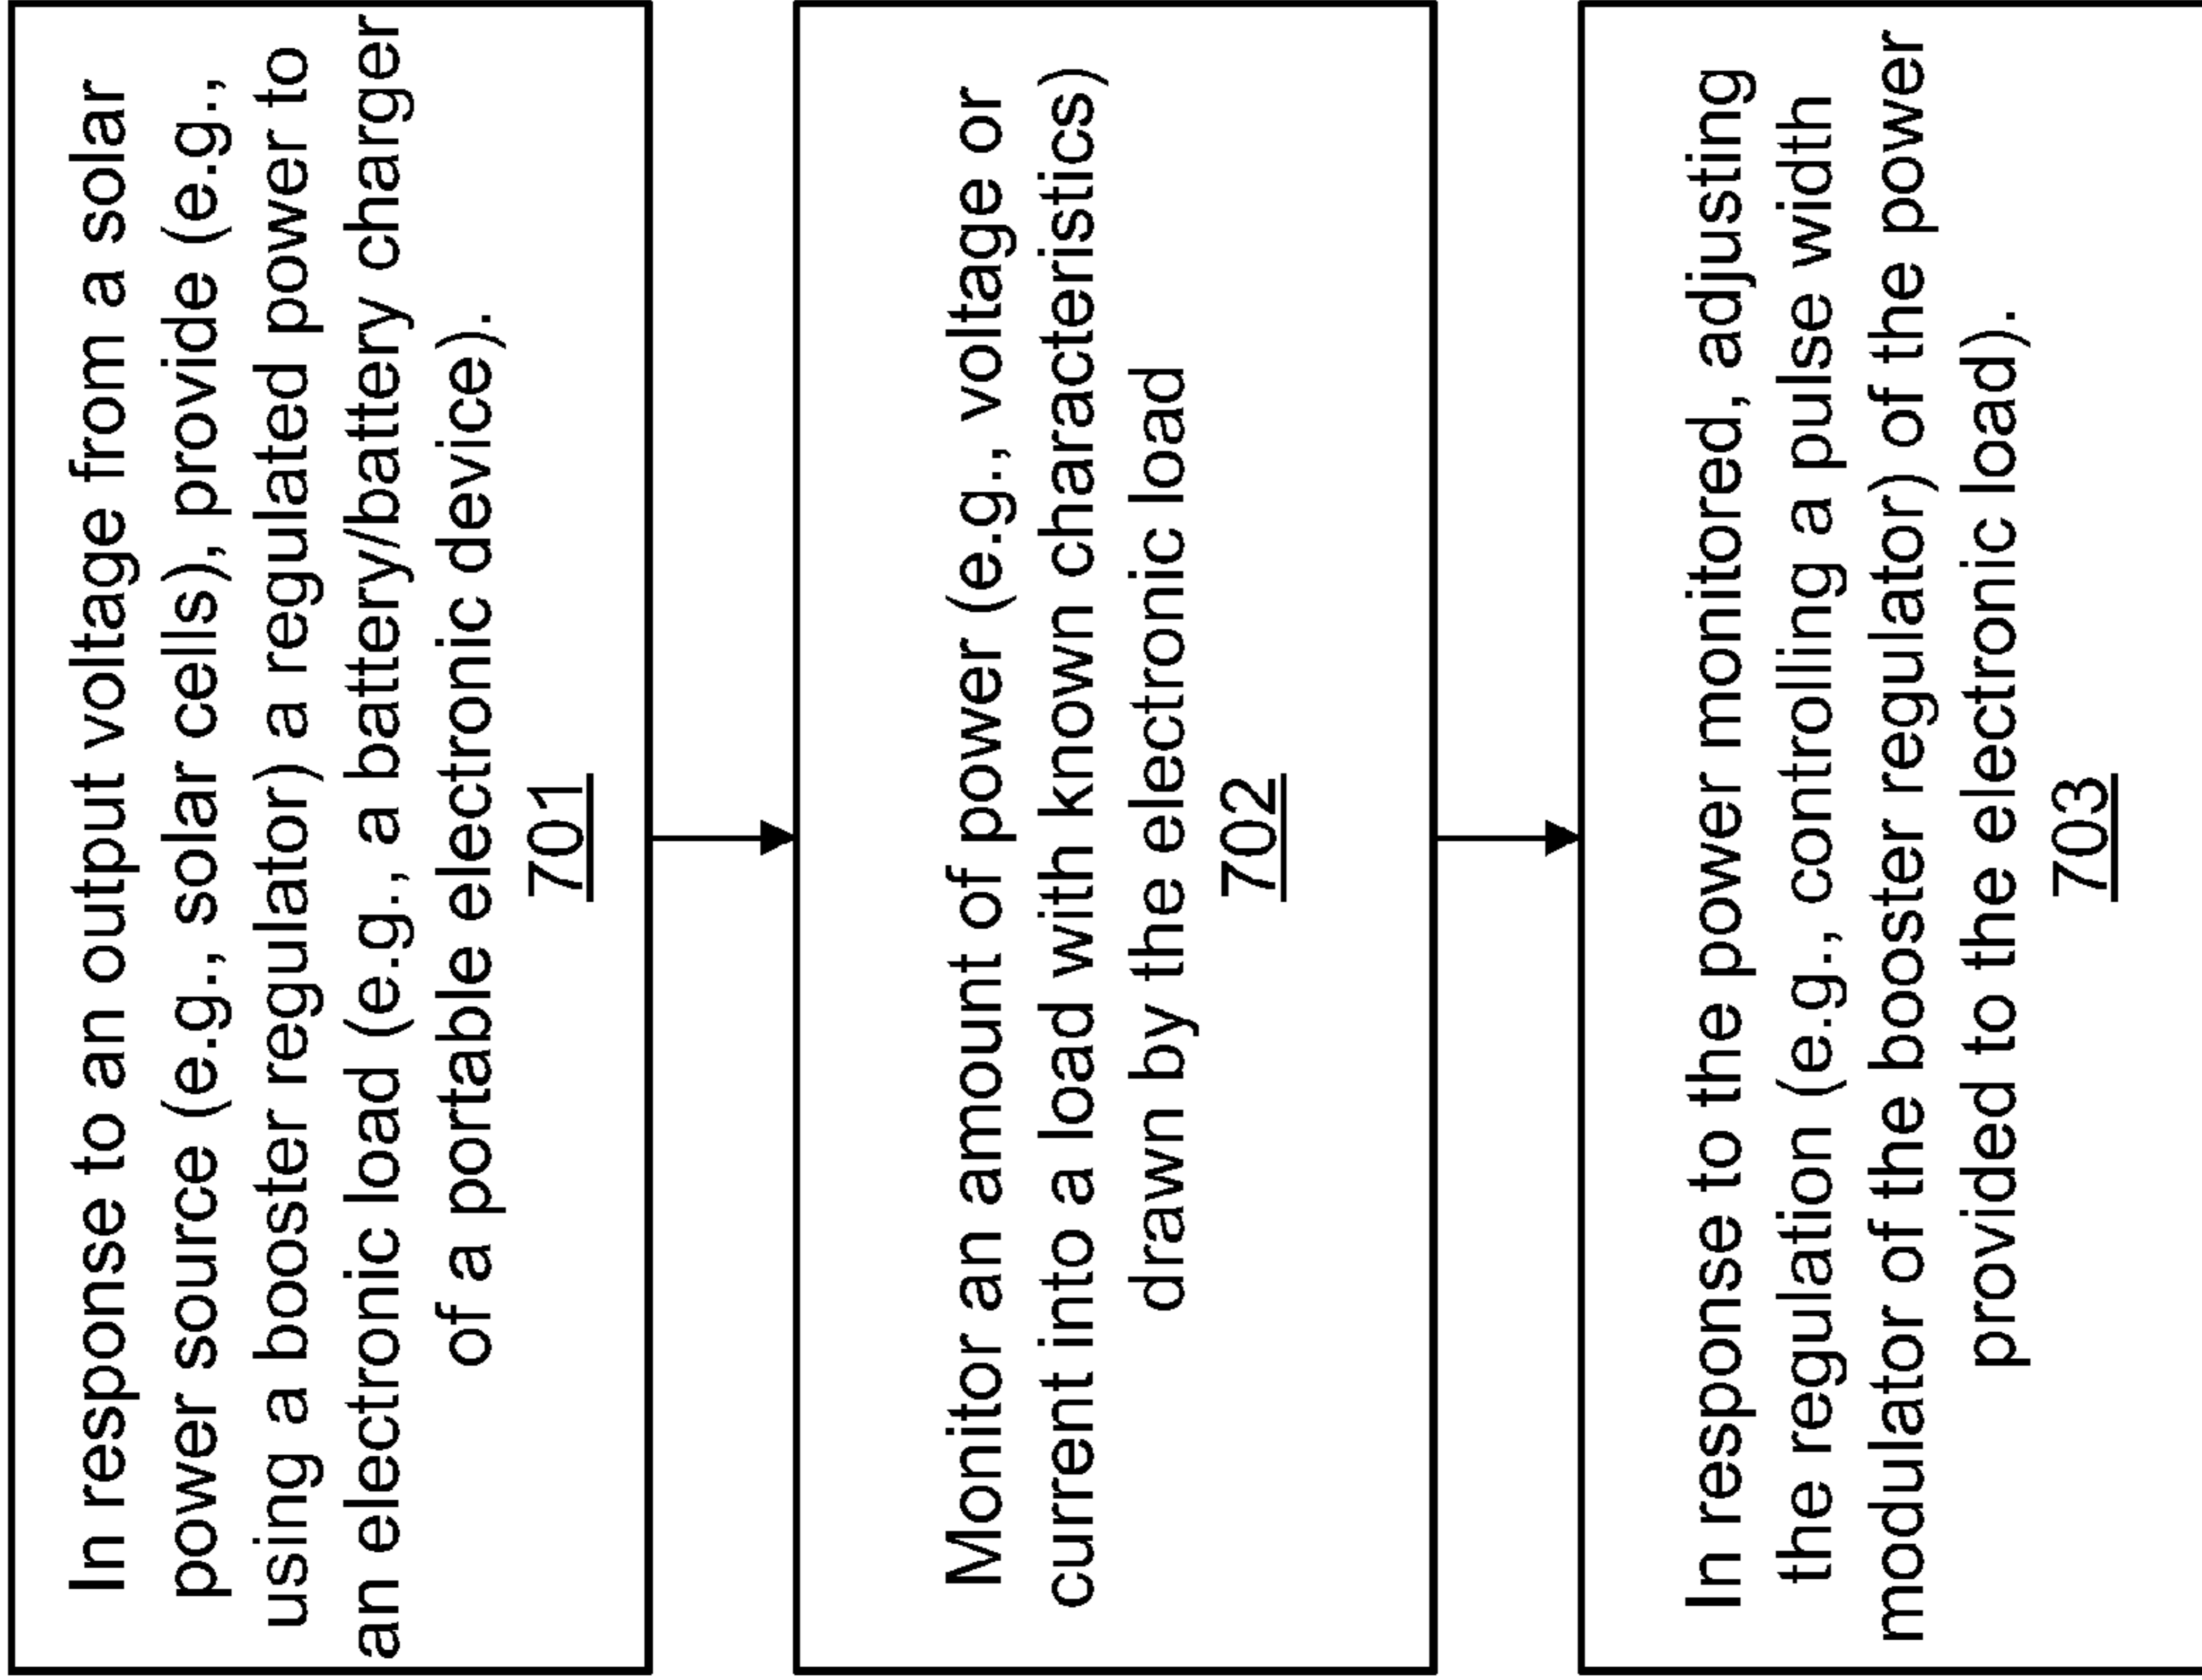 In response to an output voltage from a solar
power source (e.g., solar cells), provide (e.g.,
using a booster regulator) a regulated power to
an electronic load (e.g., a battery/battery charger
of a portable electronic device).
701
Monitor an amount of power (e.g., voltage or
current into a load with known characteristics)
drawn by the electronic load
702
In response to the power monitored, adjusting
the regulation (e.g., controlling a pulse width
modulator of the booster regulator) of the power
provided to the electronic load).
703